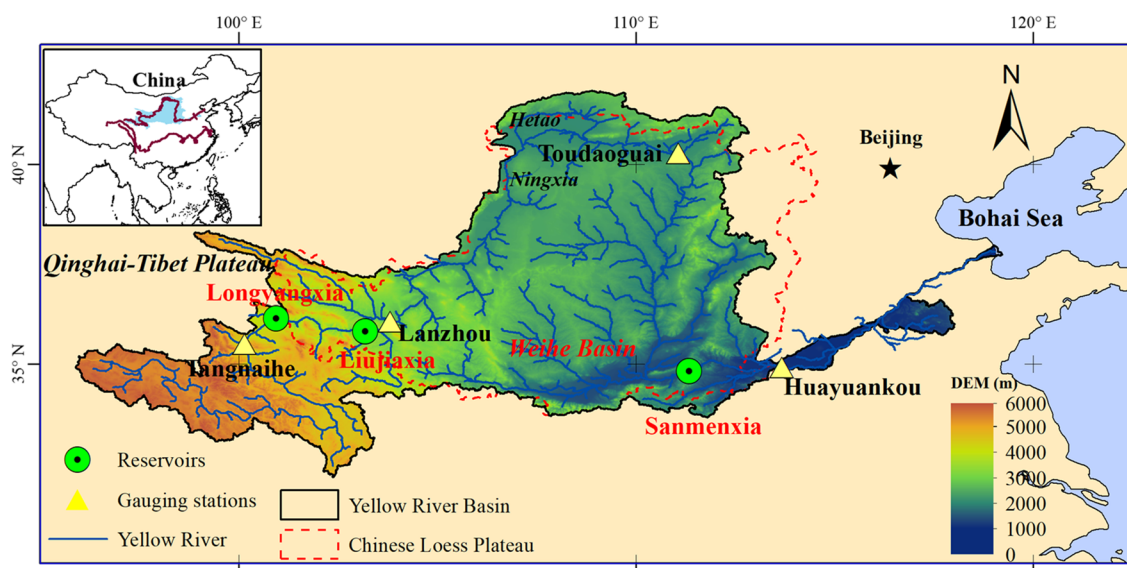 100° E
110° E
120° E
40° N
35° N
China
N
Beijing
Hetao
Toudaoguai
Ningxia
Bohai Sea
Qinghai-Tibet Plateau
Longyangxia
Lanzhou
Liujiaxia
Weihe Basin
Tangnaihe
Huayuankou
Sanmenxia
DEM (m)
6000
5000
4000
3000
2000
1000
0
Reservoirs
Gauging stations
Yellow River
Yellow River Basin
Chinese Loess Plateau